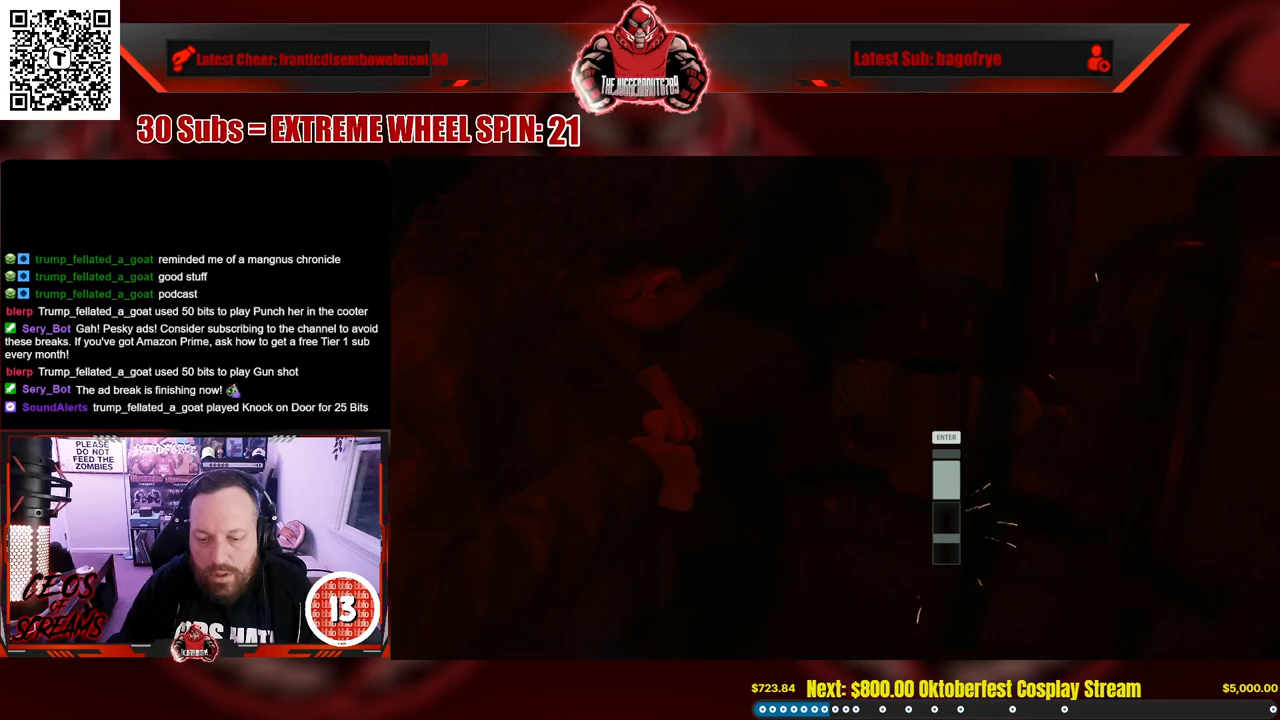 Latest Cheer: franticdisembowelment 50
THEJUGGERNAUT6789
Latest Sub: bagofrye
30 Subs = EXTREME WHEEL SPIN: 21
trump_fellated_a_goat reminded me of a mangnus chronicle
trump_fellated_a_goat good stuff
trump_fellated_a_goat podcast
blerp Trump_fellated_a_goat used 50 bits to play Punch her in the cooter
Sery_Bot Gah! Pesky ads! Consider subscribing to the channel to avoid
these breaks. If you've got Amazon Prime, ask how to get a free Tier 1 sub
every month!
blerp Trump_fellated_a_goat used 50 bits to play Gun shot
Sery_Bot The ad break is finishing now!
SoundAlerts trump_fellated_a_goat played Knock on Door for 25 Bits
ENTER
PLEASE
DO NOT
FEED THE
ZOMBIES
CEOS
OF
SCREAMS
13
$723.84 Next: $800.00 Oktoberfest Cosplay Stream $5,000.00